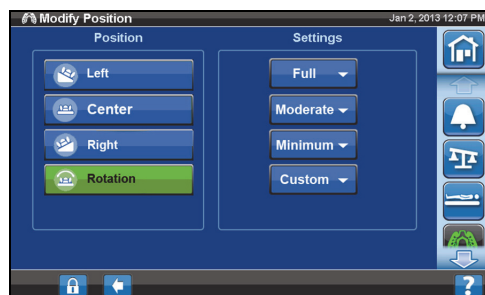 Modify Position
Jan 2, 2013 12:07 PM
Position
Settings
Left
Full
Center
Moderate
Right
Minimum
Rotation
Custom
?